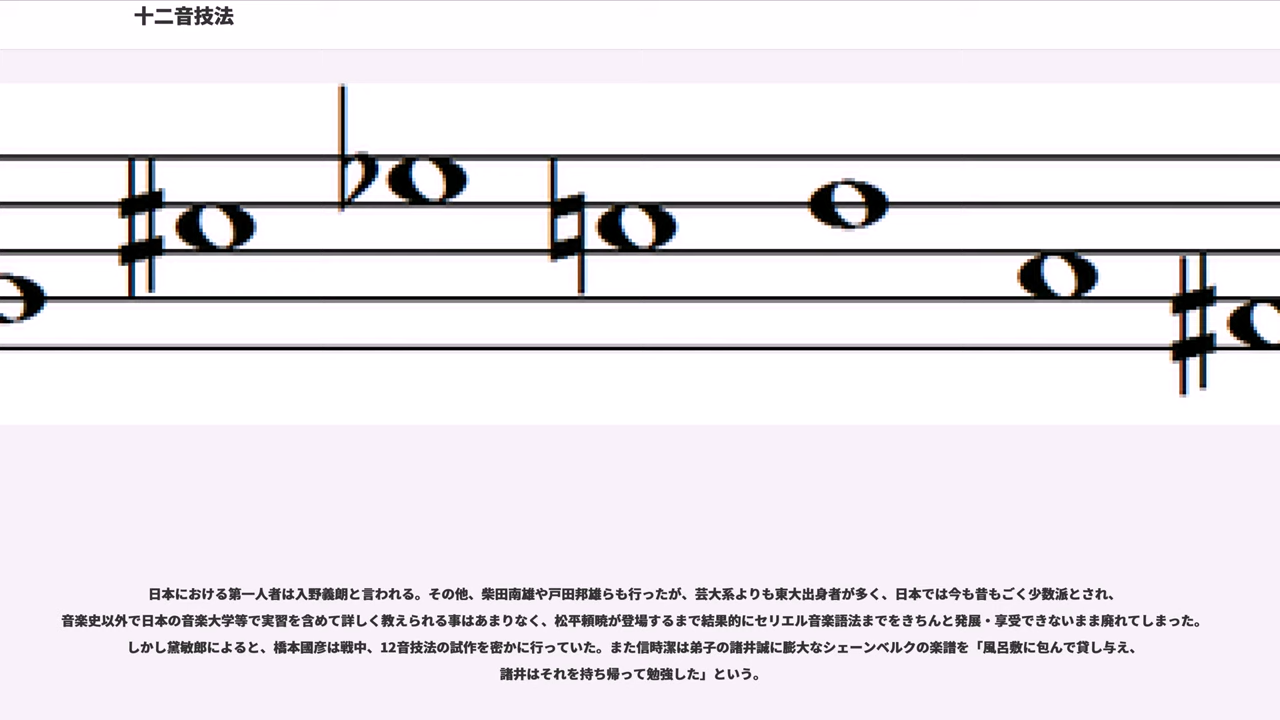 十二音技法
日本における第一人者は入野義朗と言われる。その他、柴田南雄や戸田邦雄らも行ったが、芸大系よりも東大出身者が多く、日本では今も昔もごく少数派とされ、
音楽史以外で日本の音楽大学等で実習を含めて詳しく教えられる事はあまりなく、松平頼暁が登場するまで結果的にセリエル音楽語法までをきちんと発展・享受できないまま廃れてしまった。
しかし黛敏郎によると、橋本國彦は戦中、12音技法の試作を密かに行っていた。また信時潔は弟子の諸井誠に膨大なシェーンベルクの楽譜を「風呂敷に包んで貸し与え、
諸井はそれを持ち帰って勉強した」という。